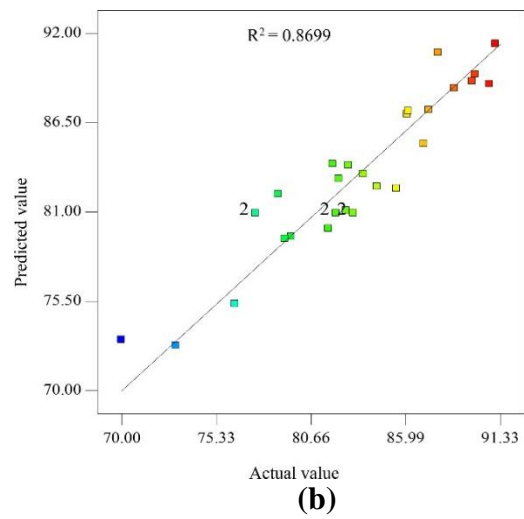 92.00
R² = 0.8699
86.50
81.00
2
2
2
75.50
70.00
Predicted value
70.00 75.33 80.66 85.99 91.33
Actual value
(b)